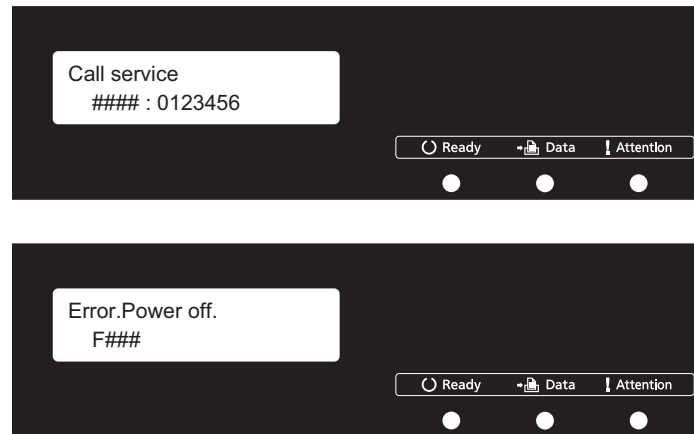 Call service
#### : 0123456
Ready Data Attention
Error.Power off.
F###
Ready Data Attention